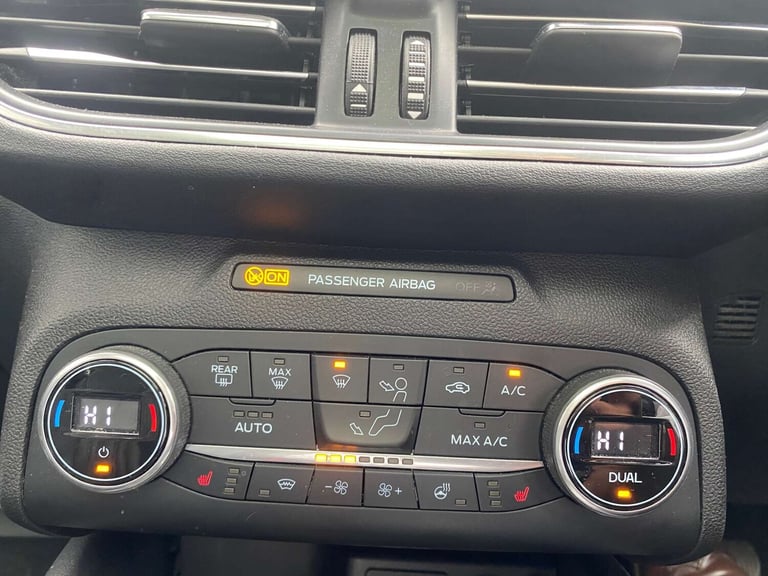 ON PASSENGER AIRBAG OFF
REAR MAX A/C
HI AUTO MAX A/C HI
DUAL